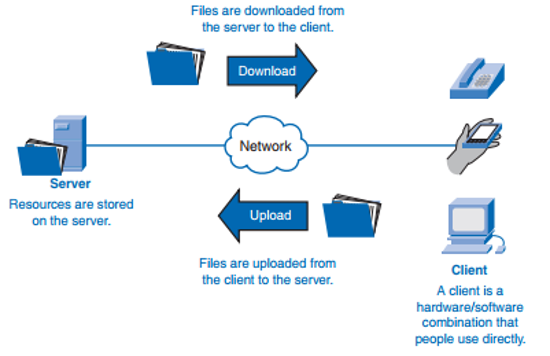 Files are downloaded from
the server to the client.
Download
Network
Server
Resources are stored
on the server.
Upload
Files are uploaded from
the client to the server.
Client
A client is a
hardware/software
combination that
people use directly.